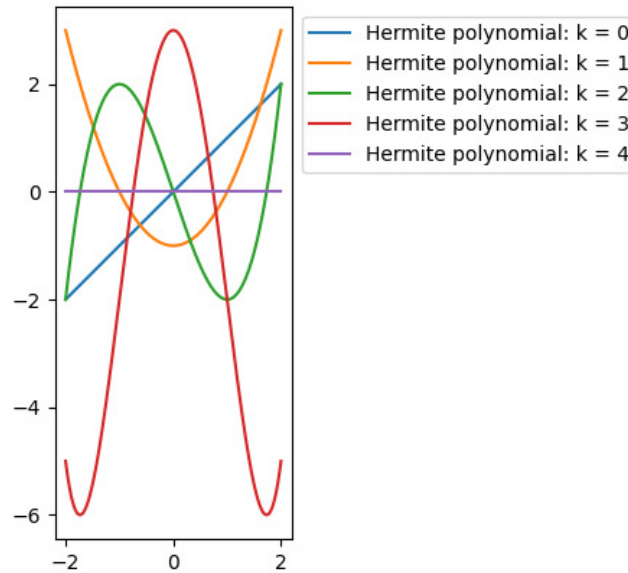 Hermite polynomial: k = 0
Hermite polynomial: k = 1
Hermite polynomial: k = 2
Hermite polynomial: k = 3
Hermite polynomial: k = 4
2
0
−2
−4
−6
−2
0
2